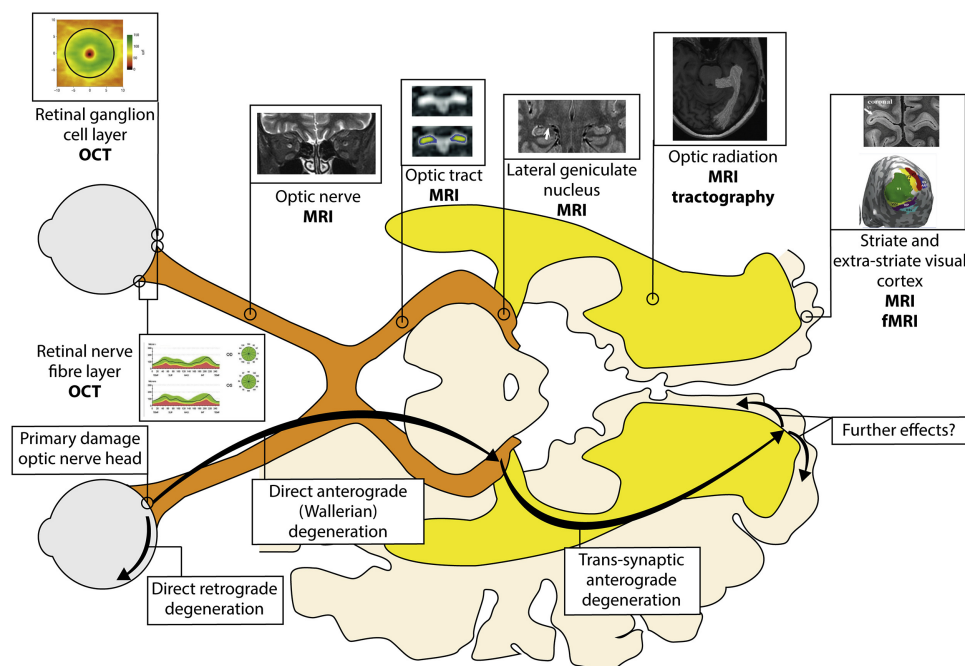 Retinal ganglion
cell layer
OCT
Optic nerve
MRI
Optic tract
MRI
Lateral geniculate
nucleus
MRI
Optic radiation
MRI
tractography
coronal
Striate and
extra-striate visual
cortex
MRI
fMRI
Retinal nerve
fibre layer
OCT
OD
OS
Primary damage
optic nerve head
Direct anterograde
(Wallerian)
degeneration
Direct retrograde
degeneration
Trans-synaptic
anterograde
degeneration
Further effects?